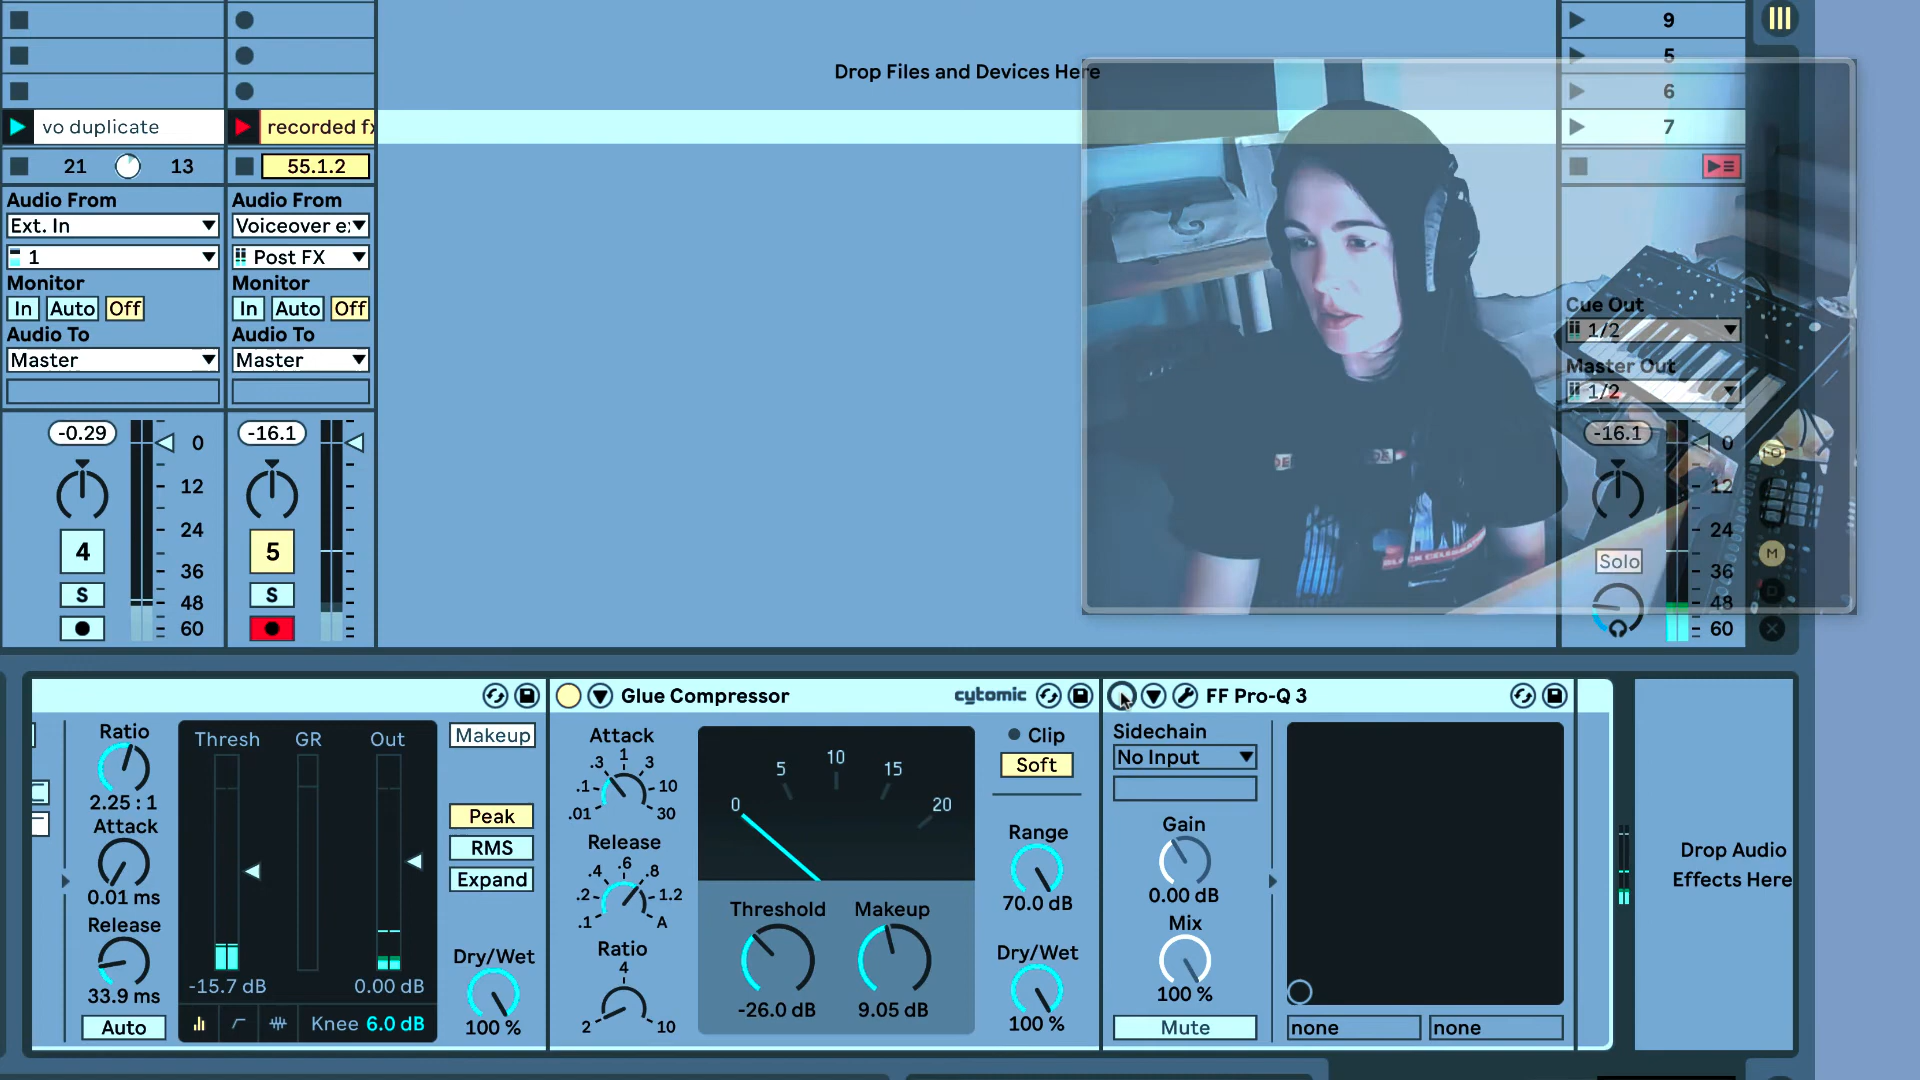 9
Drop Files and Devices Here
5
6
vo duplicate
recorded fx
7
21
13
55.1.2
Audio From
Audio From
Ext. In
Voiceover e
1
Post FX
Monitor
Monitor
In
Auto
Off
In
Auto
Off
Cue Out
1/2
Audio To
Audio To
Master
Master
Master Out
1/2
-0.29
0
-16.1
-16.1
0
12
12
24
24
36
36
48
48
60
60
4
S
5
S
Solo
M
D
Glue Compressor
cytomic
FF Pro-Q 3
Ratio
2.25 : 1
Attack
0.01 ms
Release
33.9 ms
Auto
Thresh
GR
Out
-15.7 dB
0.00 dB
Knee 6.0 dB
Makeup
Peak
RMS
Expand
Dry/Wet
100 %
Attack
.01
.1
.3
1
3
10
30
Release
.1
.2
.4
.6
.8
1.2
A
Ratio
2
4
10
0
5
10
15
20
Threshold
-26.0 dB
Makeup
9.05 dB
Clip
Soft
Range
70.0 dB
Dry/Wet
100 %
Sidechain
No Input
Gain
0.00 dB
Mix
100 %
Mute
none
none
Drop Audio
Effects Here